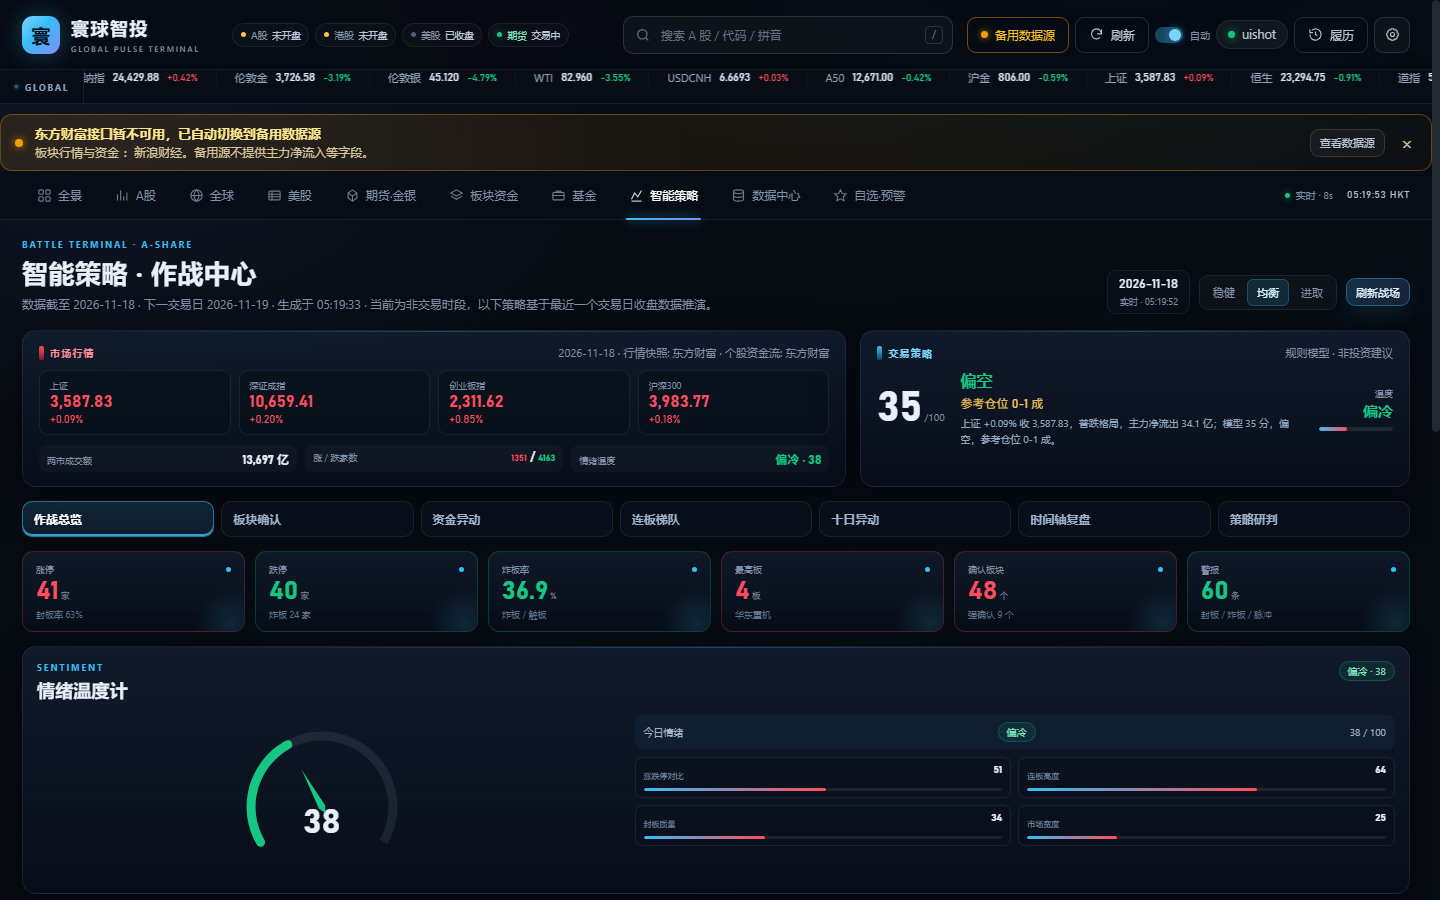 寰 寰球智投
GLOBAL PULSE TERMINAL
A股 未开盘 港股 未开盘 美股 已收盘 期货 交易中
搜索 A 股 / 代码 / 拼音 /
备用数据源 刷新 自动 uishot 履历
GLOBAL
纳指 24,429.88 +0.42% 伦敦金 3,726.58 -3.19% 伦敦银 45.120 -4.79% WTI 82.960 -3.55% USDCNH 6.6693 +0.03% A50 12,671.00 -0.42% 沪金 806.00 -0.59% 上证 3,587.83 +0.09% 恒生 23,294.75 -0.91% 道指 5
东方财富接口暂不可用，已自动切换到备用数据源
板块行情与资金： 新浪财经。备用源不提供主力净流入等字段。
查看数据源 ×
全景 A股 全球 美股 期货·金银 板块资金 基金 智能策略 数据中心 自选·预警
实时 · 8s 05:19:53 HKT
BATTLE TERMINAL · A-SHARE
智能策略 · 作战中心
数据截至 2026-11-18 · 下一交易日 2026-11-19 · 生成于 05:19:33 · 当前为非交易时段，以下策略基于最近一个交易日收盘数据推演。
2026-11-18
实时 · 05:19:52
稳健 均衡 进取 刷新战场
市场行情
2026-11-18 · 行情快照: 东方财富 · 个股资金流: 东方财富
上证
3,587.83
+0.09%
深证成指
10,659.41
+0.20%
创业板指
2,311.62
+0.85%
沪深300
3,983.77
+0.18%
两市成交额 13,697 亿
涨 / 跌家数 1351 / 4163
情绪温度 偏冷 · 38
交易策略
规则模型 · 非投资建议
35 /100
偏空
参考仓位 0-1 成
上证 +0.09% 收 3,587.83，普跌格局，主力净流出 34.1 亿；模型 35 分，偏
空，参考仓位 0-1 成。
温度
偏冷
作战总览 板块确认 资金异动 连板梯队 十日异动 时间轴复盘 策略研判
涨停
41 家
封板率 63%
跌停
40 家
炸板 24 家
炸板率
36.9 %
炸板 / 触板
最高板
4 板
华东重机
确认板块
48 个
强确认 9 个
警报
60 条
封板 / 炸板 / 脉冲
SENTIMENT
情绪温度计
偏冷 · 38
38
今日情绪 偏冷 38 / 100
涨跌停对比 51
连板高度 64
封板质量 34
市场宽度 25